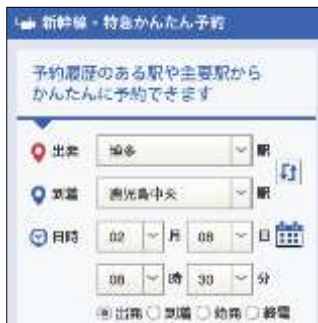 新幹線・特急かんたん予約
予約履歴のある駅や主要駅から
かんたんに予約できます
出発 博多 駅
到着 鹿児島中央 駅
日時 02 月 08 日
08 時 30 分
出発 到着 始発 終電